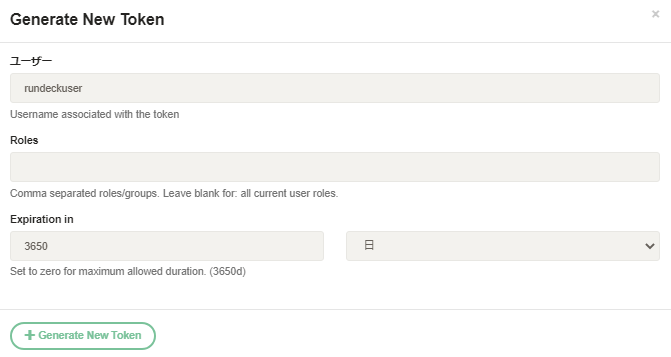 Generate New Token
×
ユーザー
rundeckuser
Username associated with the token
Roles
Comma separated roles/groups. Leave blank for: all current user roles.
Expiration in
3650 日
Set to zero for maximum allowed duration. (3650d)
Generate New Token